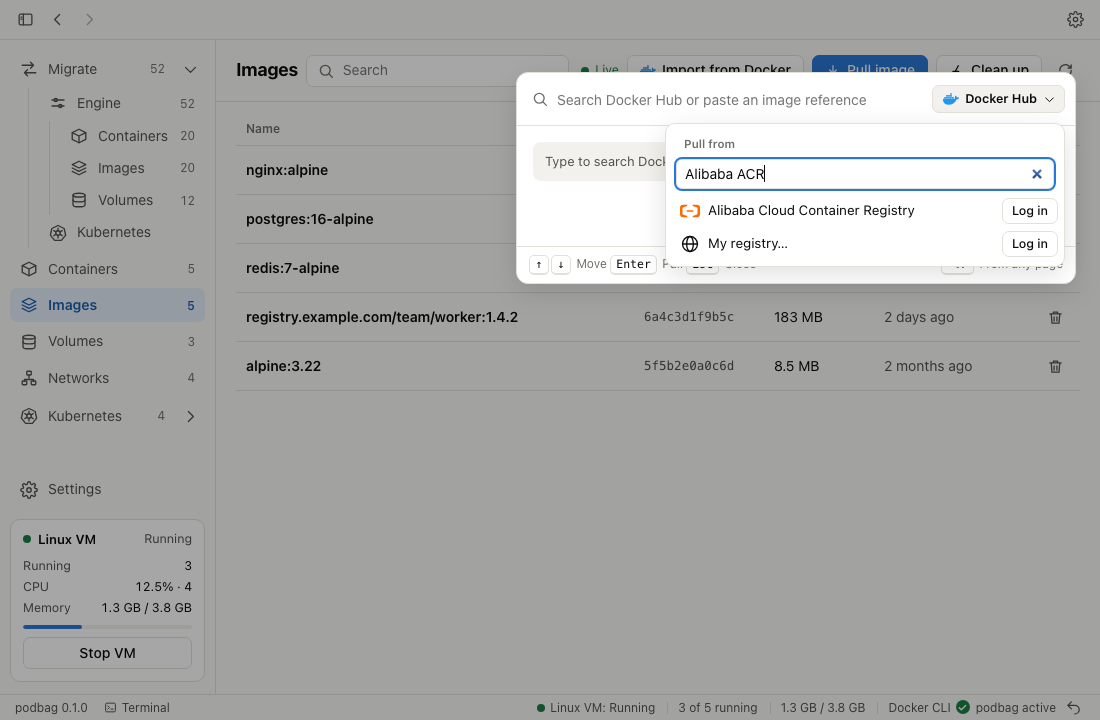 Migrate 52
Engine 52
Containers 20
Images 20
Volumes 12
Kubernetes
Containers 5
Images 5
Volumes 3
Networks 4
Kubernetes 4
Settings
Linux VM Running
Running 3
CPU 12.5% · 4
Memory 1.3 GB / 3.8 GB
Stop VM
Images
Search
Live
Import from Docker
Pull image
Clean up
Name
nginx:alpine
postgres:16-alpine
redis:7-alpine
registry.example.com/team/worker:1.4.2 6a4c3d1f9b5c 183 MB 2 days ago
alpine:3.22 5f5b2e0a0c6d 8.5 MB 2 months ago
Search Docker Hub or paste an image reference
Docker Hub
Type to search Dock
Pull from
Alibaba ACR
Alibaba Cloud Container Registry Log in
My registry... Log in
↑ ↓ Move Enter
podbag 0.1.0 Terminal
Linux VM: Running 3 of 5 running 1.3 GB / 3.8 GB Docker CLI podbag active